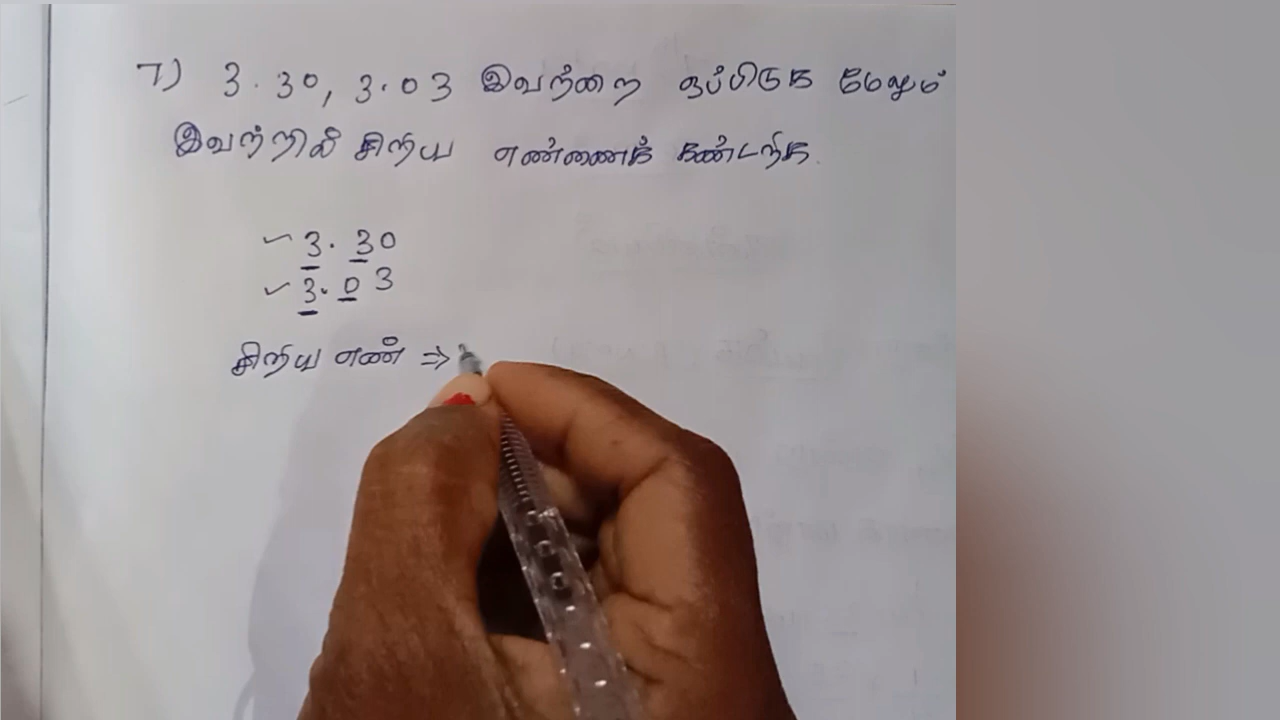 7) 3.30, 3.03 இவற்றை ஒப்பிடுக மேலும்
இவற்றில் சிறிய எண்ணைக் கண்டறிக.
✓ 3.30
✓ 3.03
சிறிய எண் ⇒